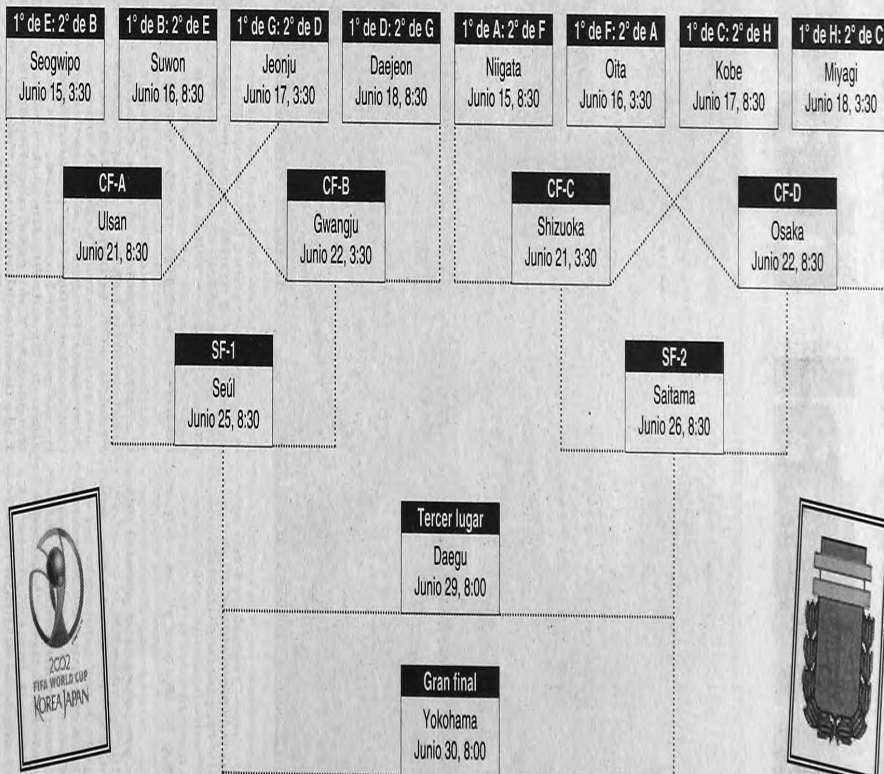 1° de E: 2° de B
Seogwipo
Junio 15, 3:30
1° de B: 2° de E
Suwon
Junio 16, 8:30
1° de G: 2° de D
Jeonju
Junio 17, 3:30
1° de D: 2° de G
Daejeon
Junio 18, 8:30
1° de A: 2° de F
Niigata
Junio 15, 8:30
1° de F: 2° de A
Oita
Junio 16, 3:30
1° de C: 2° de H
Kobe
Junio 17, 8:30
1° de H: 2° de C
Miyagi
Junio 18, 3:30
CF-A
Ulsan
Junio 21, 8:30
CF-B
Gwangju
Junio 22, 3:30
CF-C
Shizuoka
Junio 21, 3:30
CF-D
Osaka
Junio 22, 8:30
SF-1
Seúl
Junio 25, 8:30
SF-2
Saitama
Junio 26, 8:30
Tercer lugar
Daegu
Junio 29, 8:00
Gran final
Yokohama
Junio 30, 8:00
2002
FIFA WORLD CUP
KOREA JAPAN